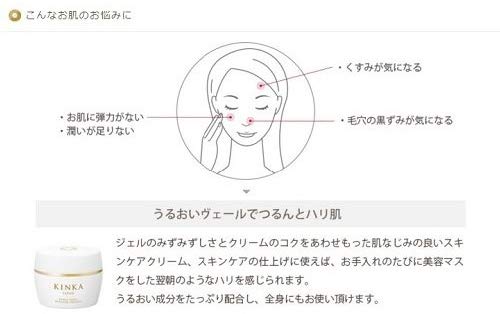 こんなお肌のお悩みに
・くすみが気になる
・お肌に弾力がない
・潤いが足りない
・毛穴の黒ずみが気になる
うるおいヴェールでつるんとハリ肌
ジェルのみずみずしさとクリームのコクをあわせもった肌なじみの良いスキ
ンケアクリーム、スキンケアの仕上げに使えば、お手入れのたびに美容マス
クをした翌朝のようなハリを感じられます。
うるおい成分をたっぷり配合し、全身にもお使い頂けます。
KINKA